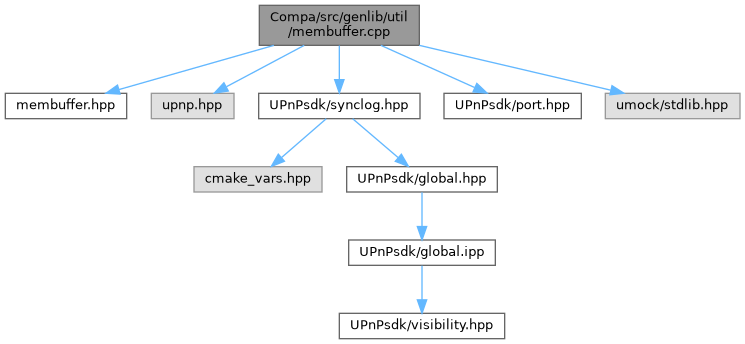 Compa/src/genlib/util
/membuffer.cpp
membuffer.hpp
upnp.hpp
UPnPsdk/synclog.hpp
UPnPsdk/port.hpp
umock/stdlib.hpp
cmake_vars.hpp
UPnPsdk/global.hpp
UPnPsdk/global.ipp
UPnPsdk/visibility.hpp